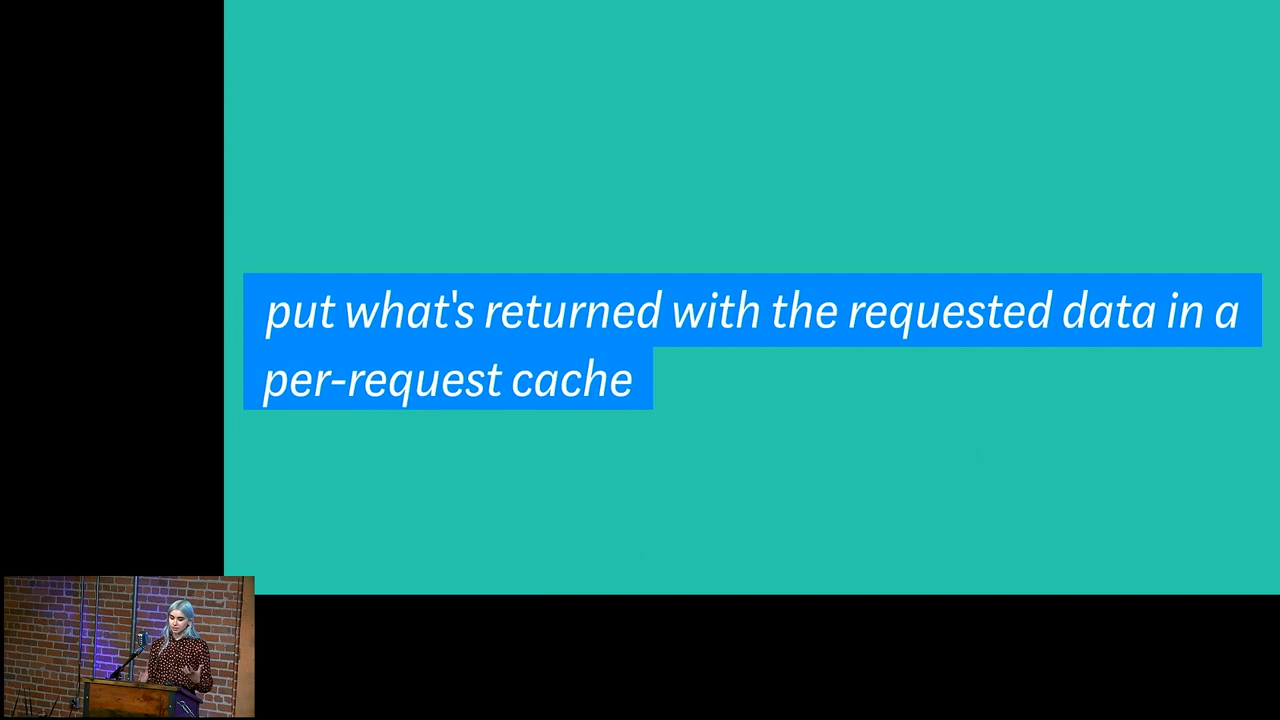 put what's returned with the requested data in a
per-request cache